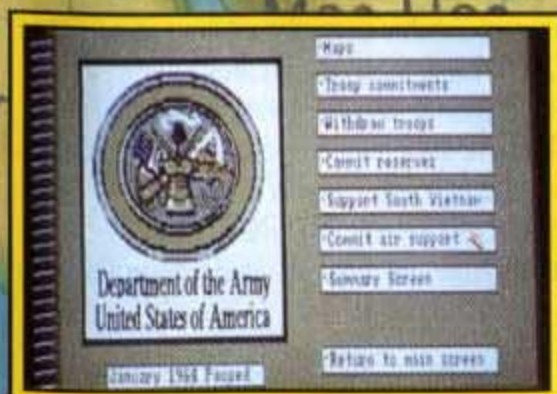 Department of the Army
United States of America
January Paused
Maps
Troop commitments
Withdraw troops
Commit reserves
Support South Vietnam
Commit air support
Summary Screen
Return to main screen